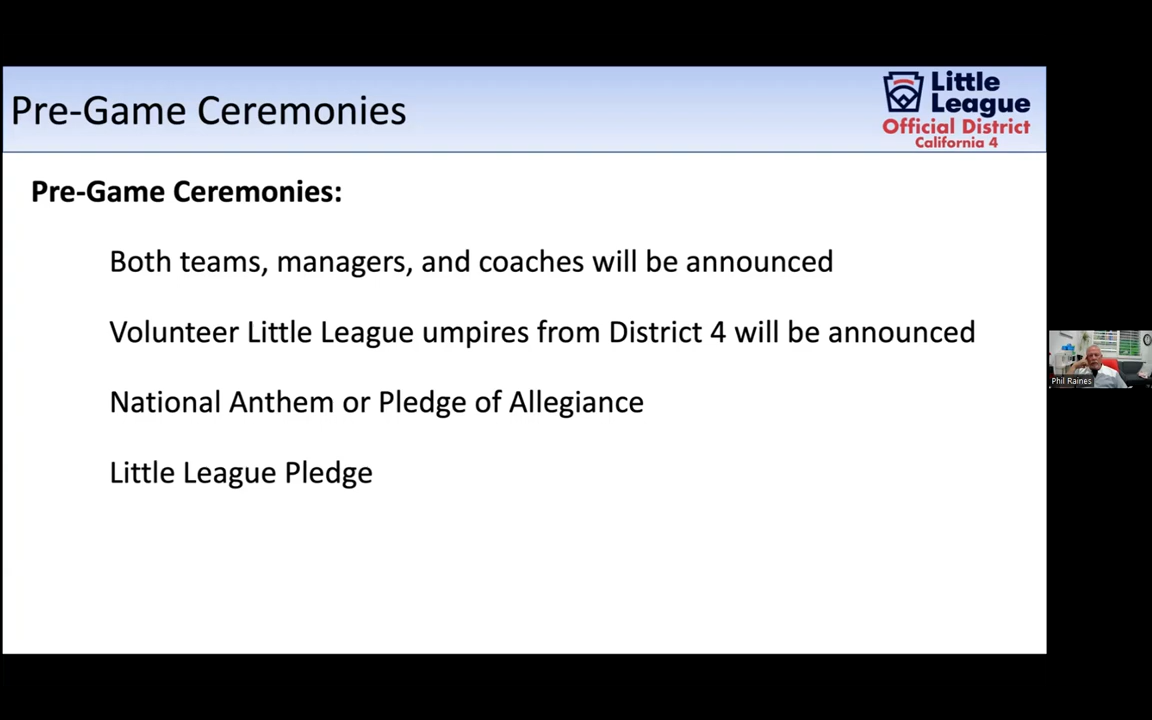 Pre-Game Ceremonies
Little
League
Official District
California 4
Pre-Game Ceremonies:
Both teams, managers, and coaches will be announced
Volunteer Little League umpires from District 4 will be announced
National Anthem or Pledge of Allegiance
Little League Pledge
Phil Raines